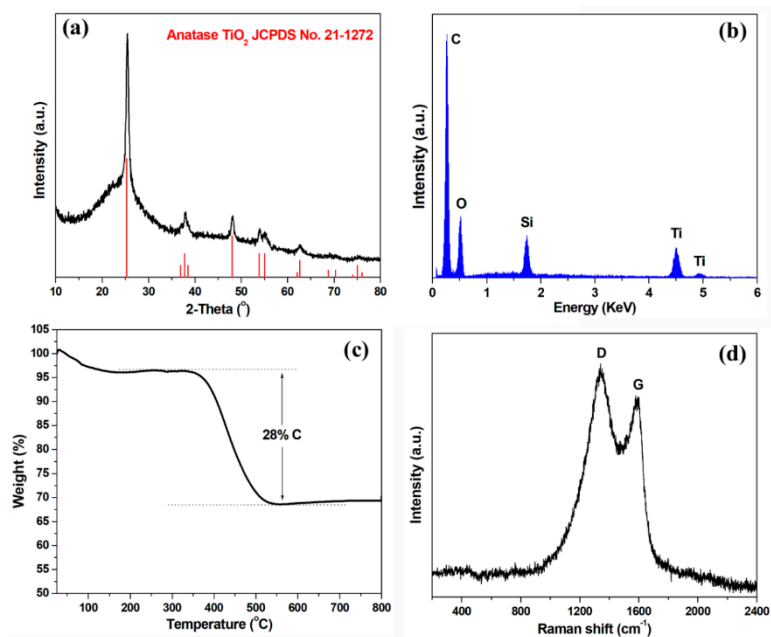 (a)
Anatase TiO₂ JCPDS No. 21-1272
Intensity (a.u.)
10 20 30 40 50 60 70 80
2-Theta (°)
(b)
C
O
Si
Ti
Ti
Intensity (a.u.)
0 1 2 3 4 5 6
Energy (KeV)
(c)
105
100
95
90
85
80
75
70
65
60
55
50
28% C
Weight (%)
100 200 300 400 500 600 700 800
Temperature (°C)
(d)
D
G
Intensity (a.u.)
400 800 1200 1600 2000 2400
Raman shift (cm⁻¹)